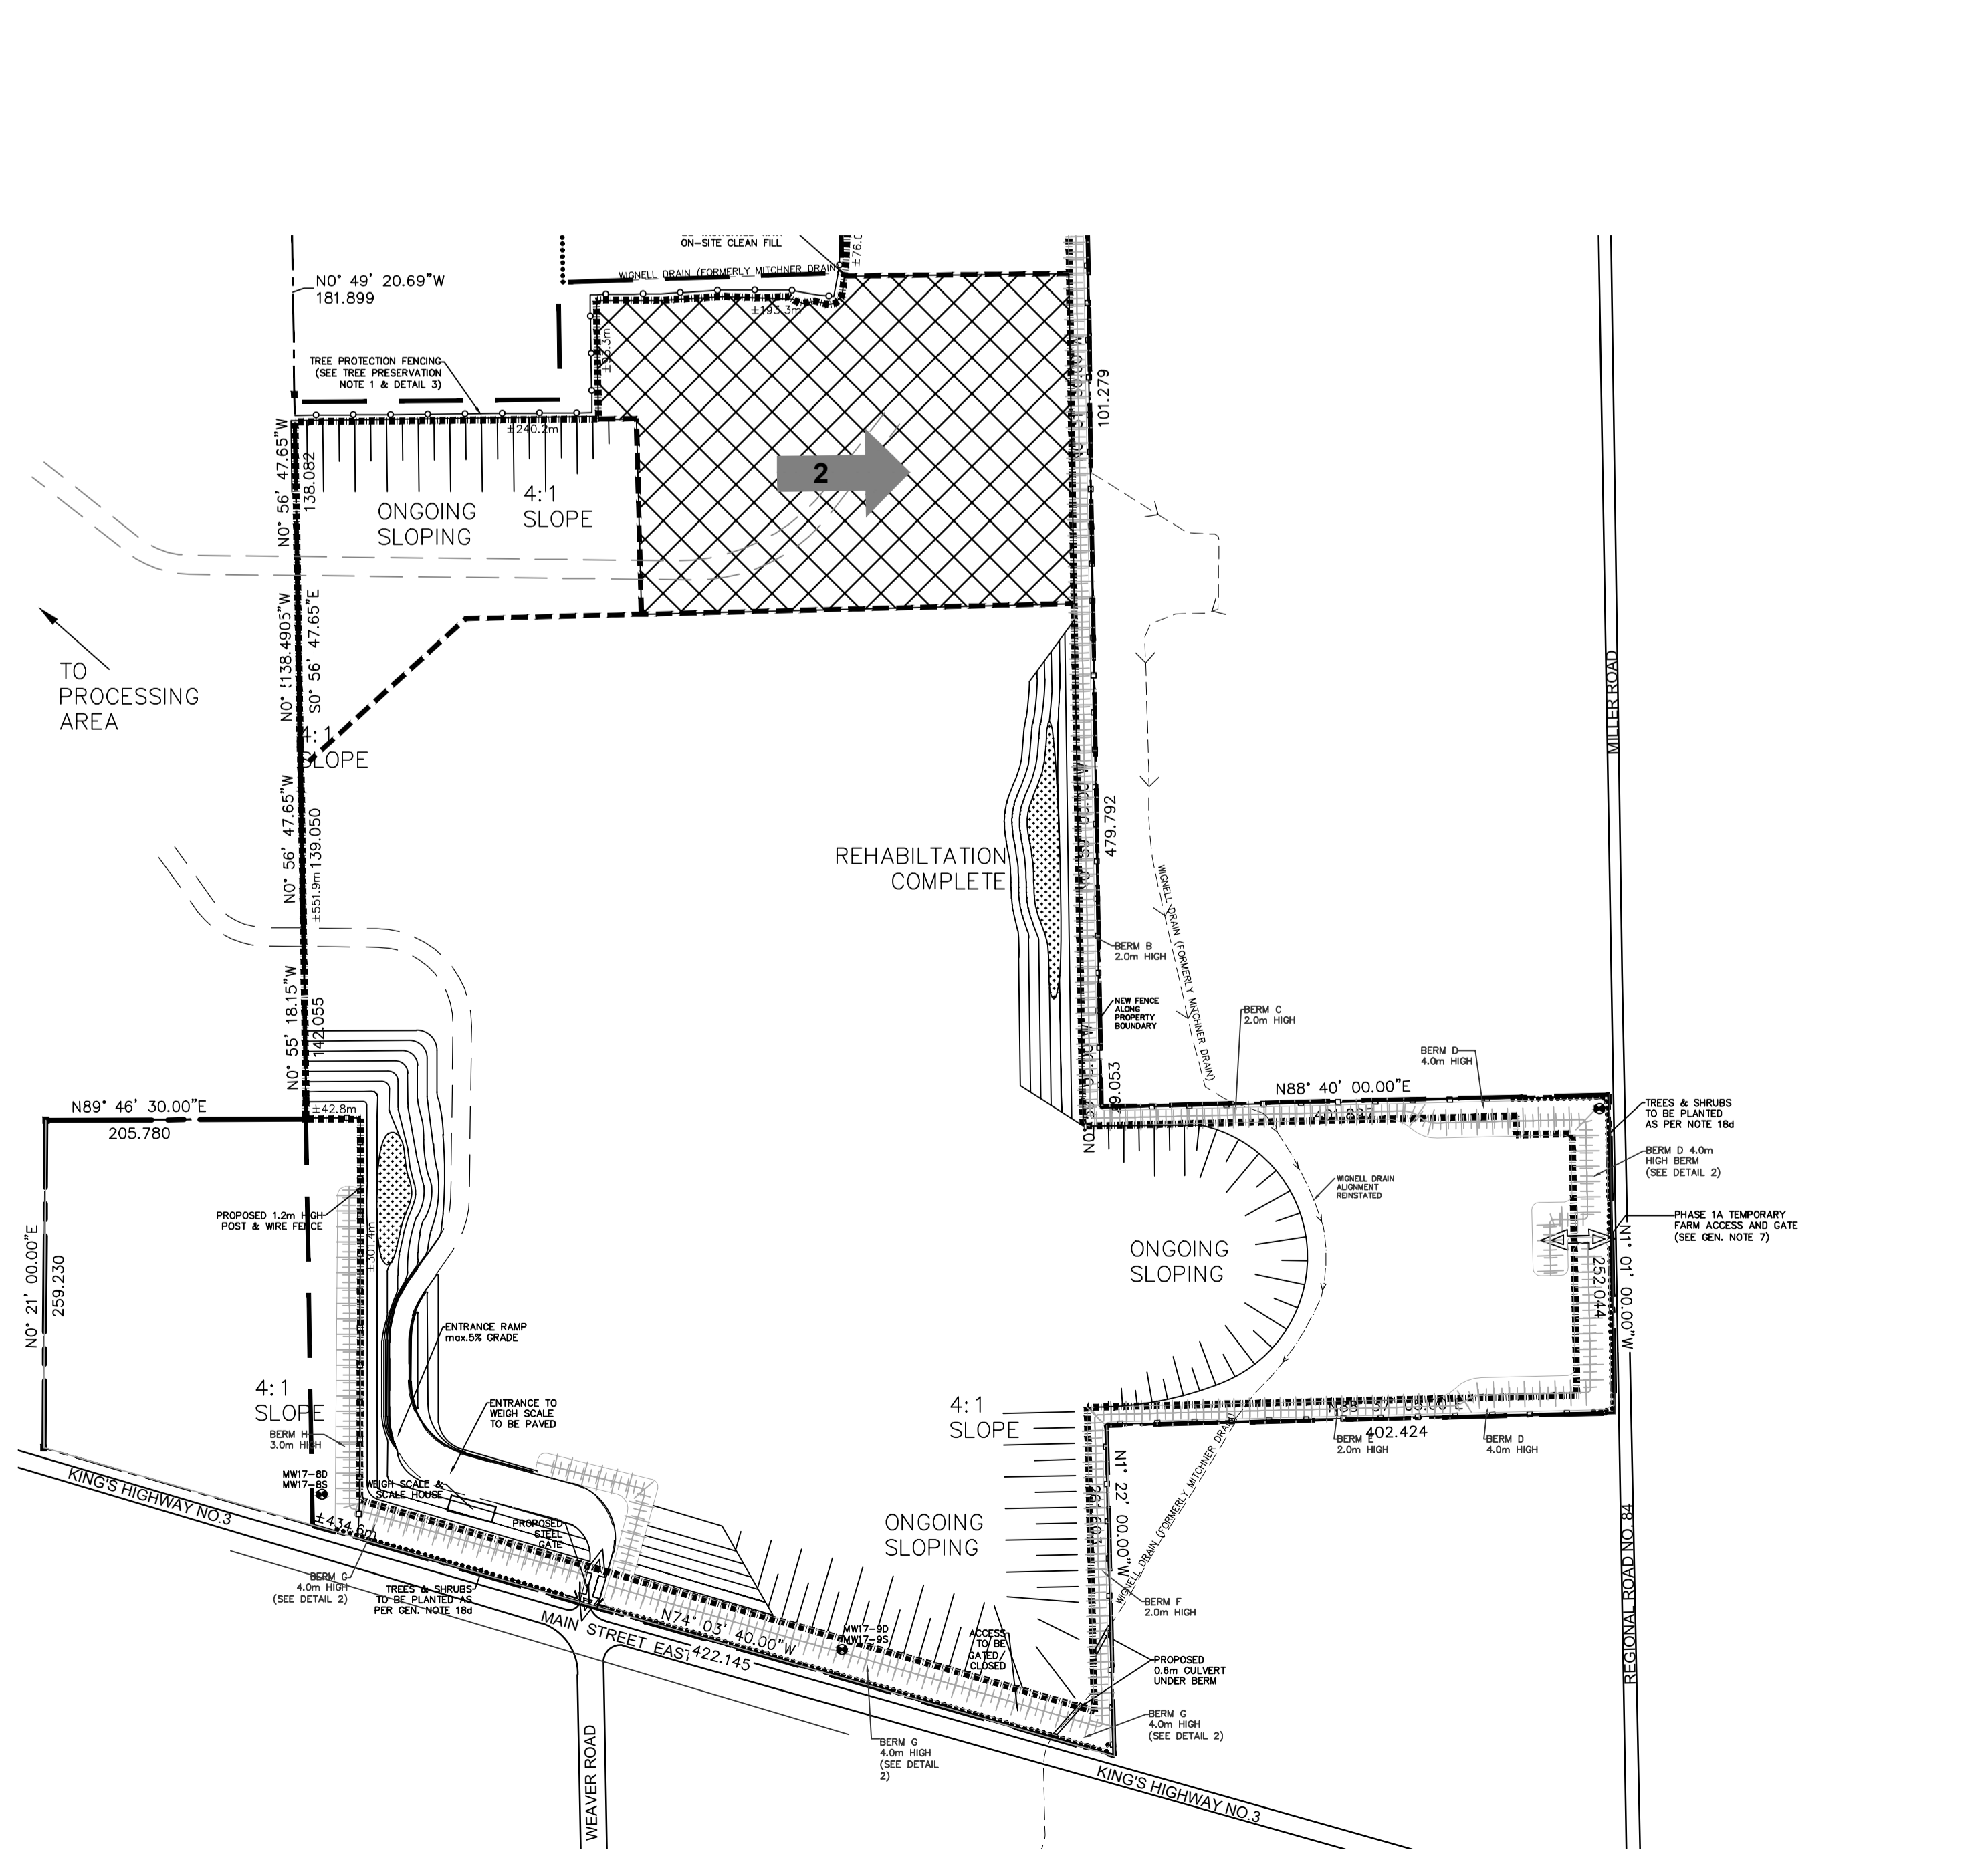 ON-SITE CLEAN FILL
WIGNELL DRAIN (FORMERLY MITCHNER DRAIN)
±76.0
N0° 49' 20.69"W
181.899
±193.3m
TREE PROTECTION FENCING
(SEE TREE PRESERVATION
NOTE 1 & DETAIL 3)
±240.2m
101.279
N0° 56' 47.65"W
138.082
2
ONGOING
SLOPING
4:1
SLOPE
S0° 56' 47.65"E
TO
PROCESSING
AREA
4:1
SLOPE
MILLER ROAD
N0° 56' 47.65"W
139.050
±551.9m
479.792
REHABILTATION
COMPLETE
WIGNELL DRAIN (FORMERLY MITCHNER DRAIN)
BERM B
2.0m HIGH
NEW FENCE
ALONG
PROPERTY
BOUNDARY
N0° 55' 18.15"W
142.055
BERM C
2.0m HIGH
BERM D
4.0m HIGH
N88° 40' 00.00"E
N89° 46' 30.00"E
205.780
±42.8m
TREES & SHRUBS
TO BE PLANTED
AS PER NOTE 18d
BERM D 4.0m
HIGH BERM
(SEE DETAIL 2)
WIGNELL DRAIN
ALIGNMENT
REINSTATED
PROPOSED 1.2m HIGH
POST & WIRE FENCE
±301.4m
PHASE 1A TEMPORARY
FARM ACCESS AND GATE
(SEE GEN. NOTE 7)
N0° 21' 00.00"E
259.230
ONGOING
SLOPING
N1° 01' 00.00"W
252.044
ENTRANCE RAMP
max.5% GRADE
4:1
SLOPE
ENTRANCE TO
WEIGH SCALE
TO BE PAVED
4:1
SLOPE
BERM H
3.0m HIGH
402.424
BERM E
2.0m HIGH
BERM D
4.0m HIGH
MW17-8D
MW17-8S
WEIGH SCALE &
SCALE HOUSE
KING'S HIGHWAY NO.3
±434.6m
PROPOSED
STEEL
GATE
ONGOING
SLOPING
N1° 22' 00.00"W
WIGNELL DRAIN (FORMERLY MITCHNER DRAIN)
REGIONAL ROAD NO. 84
BERM G
4.0m HIGH
(SEE DETAIL 2)
TREES & SHRUBS
TO BE PLANTED AS
PER GEN. NOTE 18d
BERM F
2.0m HIGH
MAIN STREET EAST
N74° 03' 40.00"W
422.145
MW17-9D
MW17-9S
ACCESS
TO BE
GATED/
CLOSED
PROPOSED
0.6m CULVERT
UNDER BERM
BERM G
4.0m HIGH
(SEE DETAIL 2)
BERM G
4.0m HIGH
(SEE DETAIL
2)
WEAVER ROAD
KING'S HIGHWAY NO.3